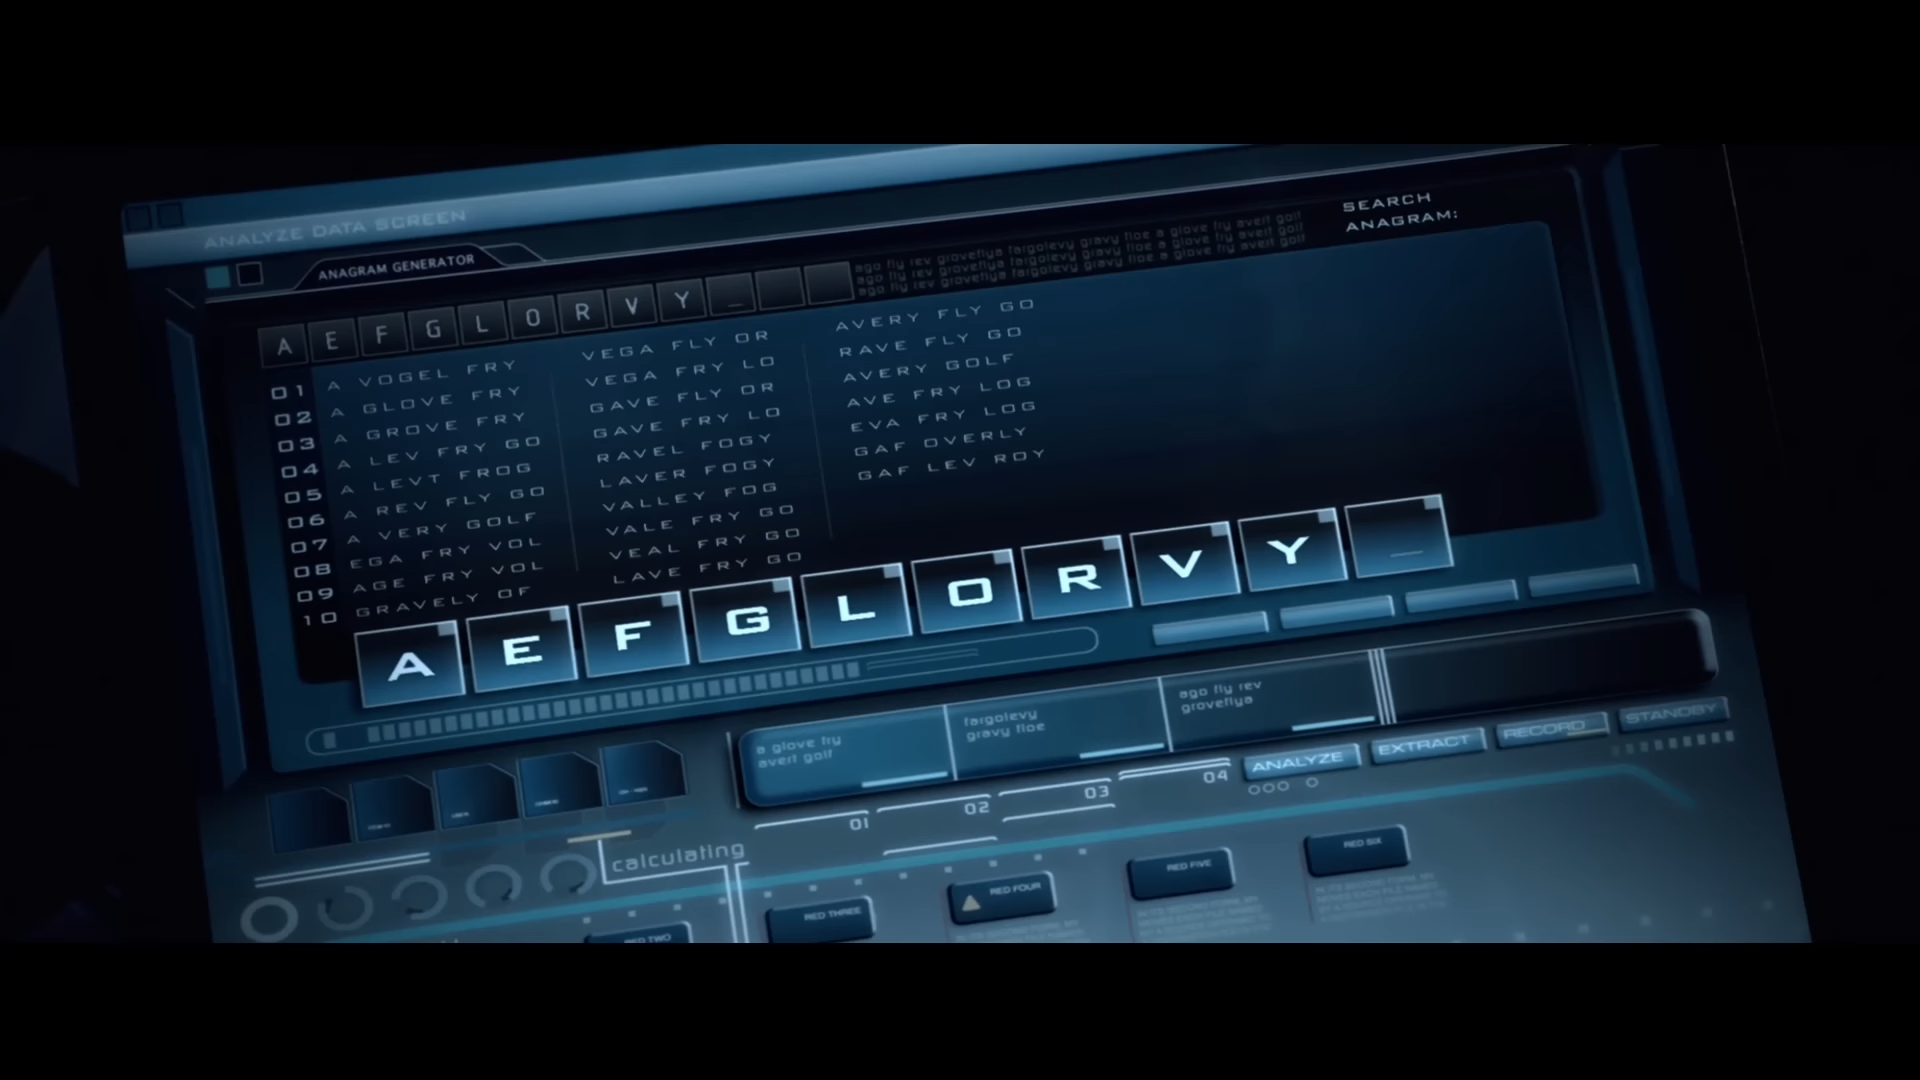 ANALYZE DATA SCREEN
ANAGRAM GENERATOR
SEARCH
ANAGRAM:
ago fly rev groveflya fargolevy gravy floe a glove fry avert golf
ago fly rev groveflya fargolevy gravy floe a glove fry avert golf
ago fly rev groveflya fargolevy gravy floe a glove fry avert golf
A E F G L O R V Y _
01 A VOGEL FRY
02 A GLOVE FRY
03 A GROVE FRY
04 A LEV FRY GO
05 A LEVT FROG
06 A REV FLY GO
07 A VERY GOLF
08 EGA FRY VOL
09 AGE FRY VOL
10 GRAVELY OF
VEGA FLY OR
VEGA FRY LO
GAVE FLY OR
GAVE FRY LO
RAVEL FOGY
LAVER FOGY
VALLEY FOG
VALE FRY GO
VEAL FRY GO
LAVE FRY GO
AVERY FLY GO
RAVE FLY GO
AVERY GOLF
AVE FRY LOG
EVA FRY LOG
GAF OVERLY
GAF LEV ROY
A E F G L O R V Y _
a glove fry
avert golf
fargolevy
gravy floe
ago fly rev
groveflya
01
02
03
04
ANALYZE
EXTRACT
RECORD
STANDBY
calculating
RED TWO
RED THREE
RED FOUR
RED FIVE
RED SIX